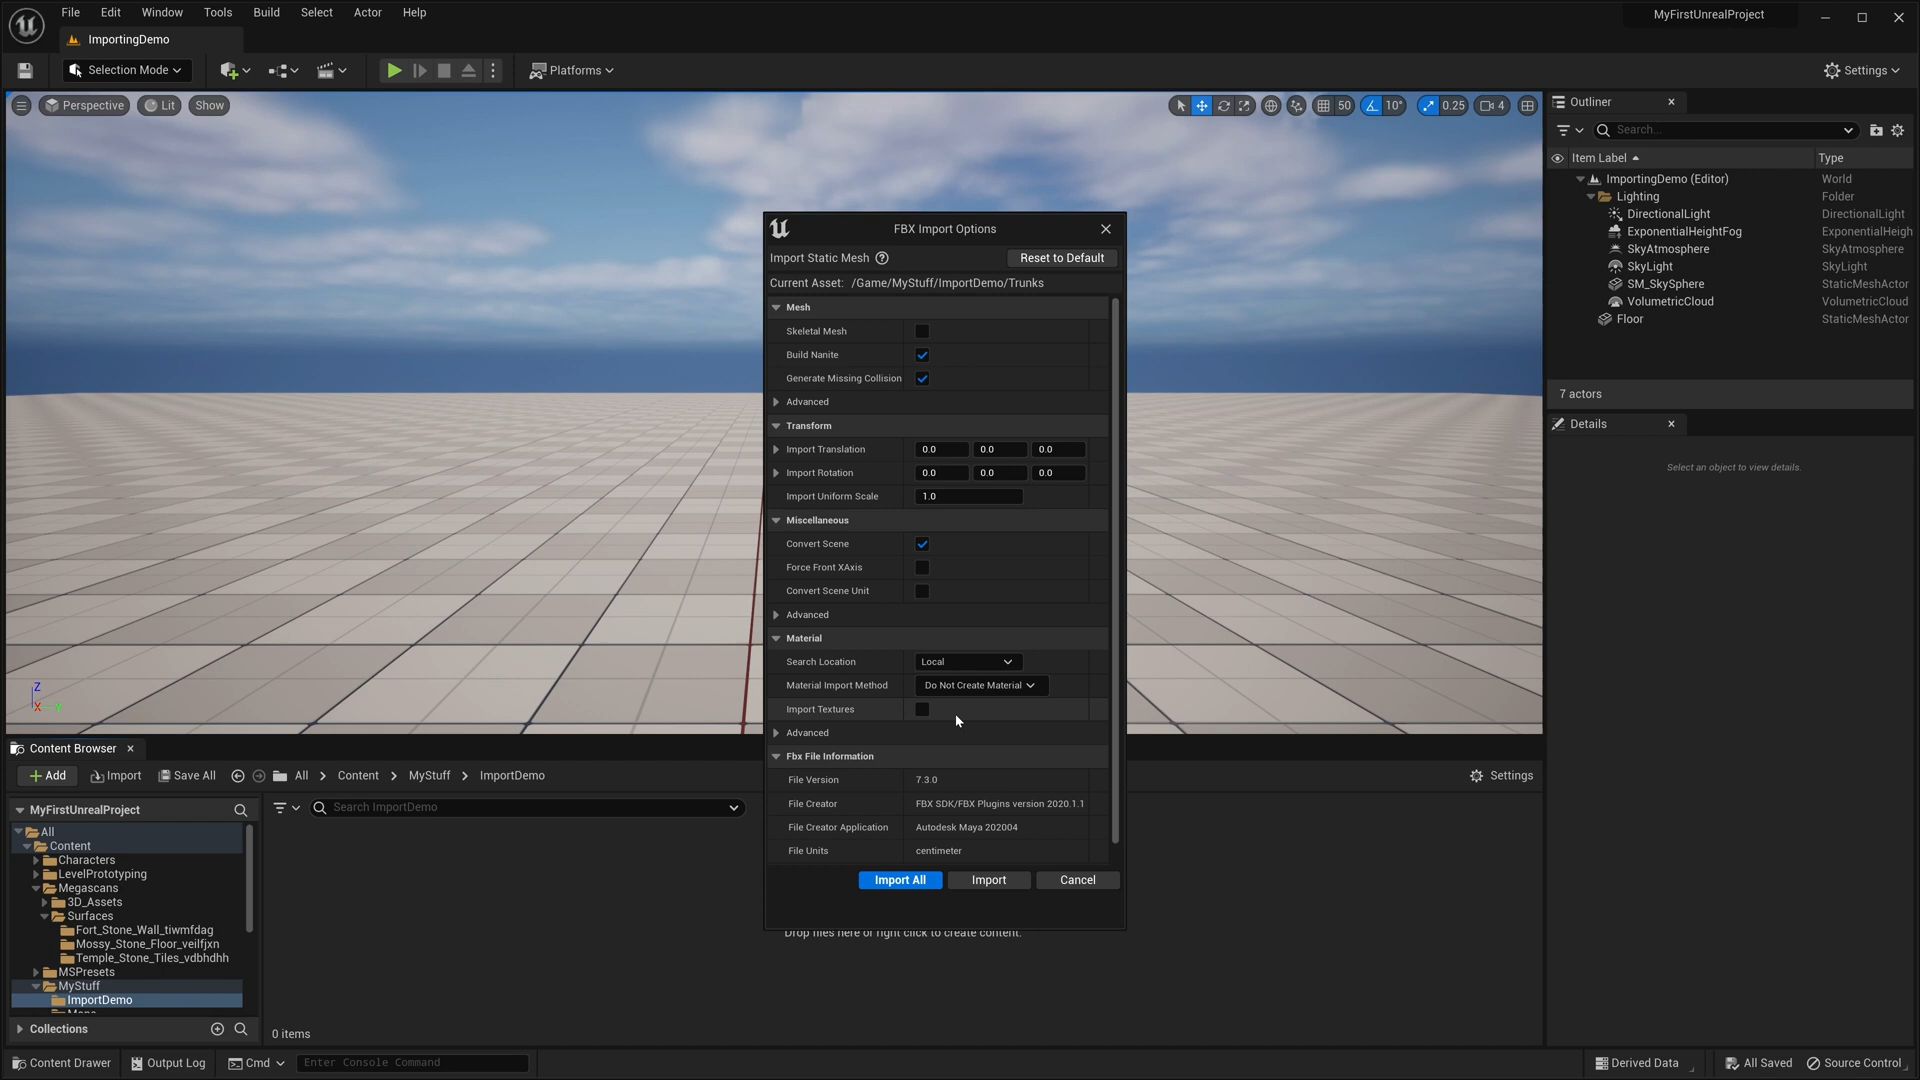 File Edit Window Tools Build Select Actor Help
MyFirstUnrealProject
ImportingDemo
Selection Mode
Platforms
Settings
Perspective Lit Show
50 10° 0.25 4
Outliner
Search...
Item Label Type
ImportingDemo (Editor) World
Lighting Folder
DirectionalLight DirectionalLight
ExponentialHeightFog ExponentialHeigh
SkyAtmosphere SkyAtmosphere
SkyLight SkyLight
SM_SkySphere StaticMeshActor
VolumetricCloud VolumetricCloud
Floor StaticMeshActor
7 actors
Details
Select an object to view details.
FBX Import Options
Import Static Mesh Reset to Default
Current Asset: /Game/MyStuff/ImportDemo/Trunks
Mesh
Skeletal Mesh
Build Nanite
Generate Missing Collision
Advanced
Transform
Import Translation 0.0 0.0 0.0
Import Rotation 0.0 0.0 0.0
Import Uniform Scale 1.0
Miscellaneous
Convert Scene
Force Front XAxis
Convert Scene Unit
Advanced
Material
Search Location Local
Material Import Method Do Not Create Material
Import Textures
Advanced
Fbx File Information
File Version 7.3.0
File Creator FBX SDK/FBX Plugins version 2020.1.1
File Creator Application Autodesk Maya 202004
File Units centimeter
Import All Import Cancel
Drop files here or right click to create content.
Z
X
Content Browser
Add Import Save All All > Content > MyStuff > ImportDemo Settings
MyFirstUnrealProject
Search ImportDemo
All
Content
Characters
LevelPrototyping
Megascans
3D_Assets
Surfaces
Fort_Stone_Wall_tiwmfdag
Mossy_Stone_Floor_veilfjxn
Temple_Stone_Tiles_vdbhdhh
MSPresets
MyStuff
ImportDemo
Collections
0 items
Content Drawer Output Log Cmd Enter Console Command
Derived Data All Saved Source Control